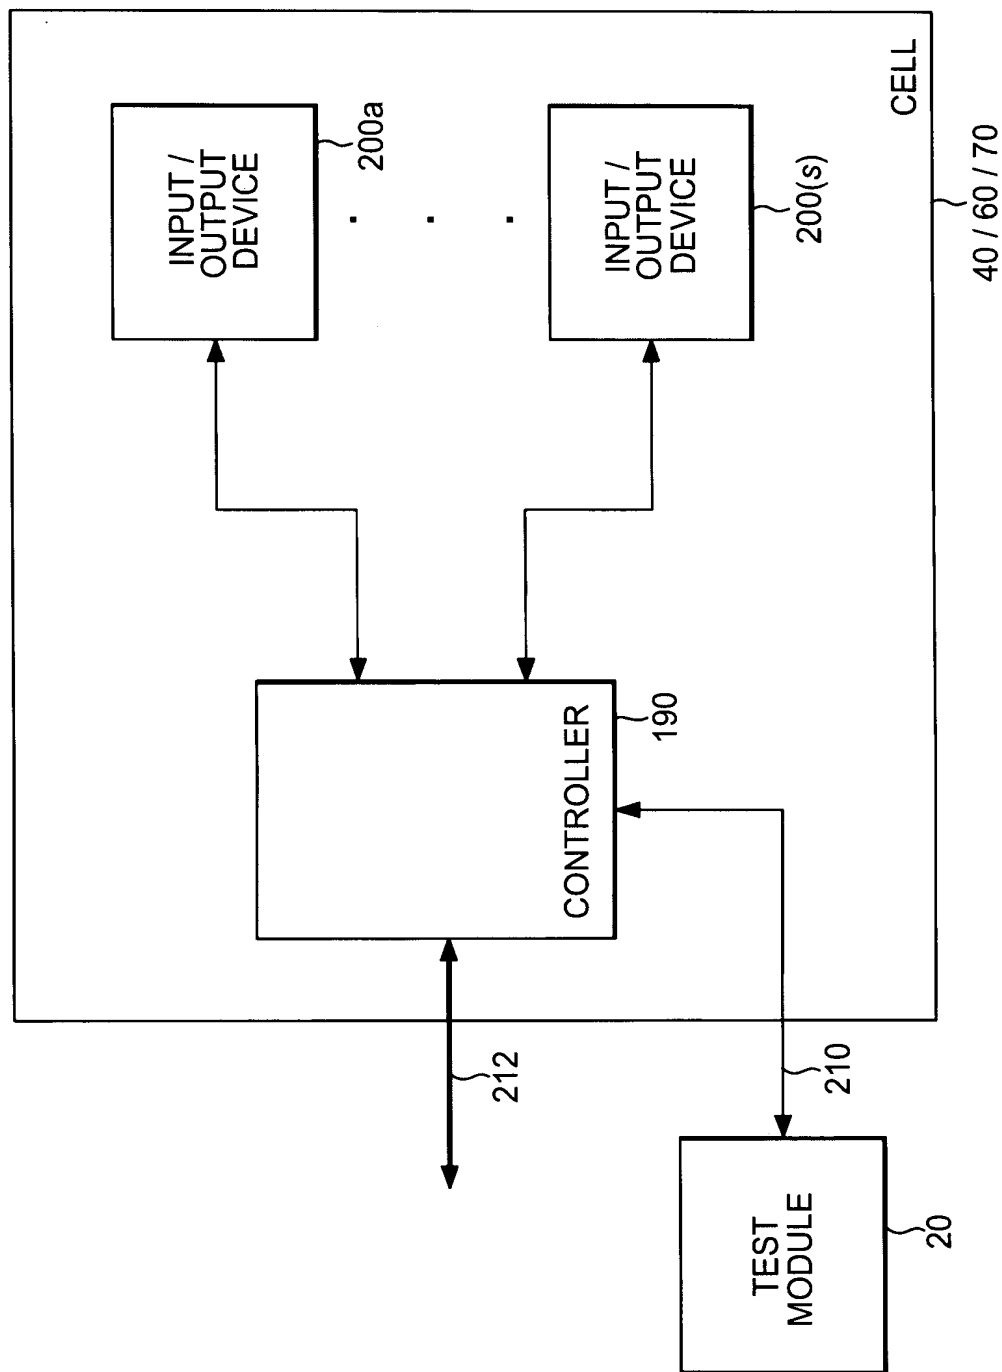 INPUT /
OUTPUT
DEVICE
200a
INPUT /
OUTPUT
DEVICE
200(s)
CELL
40 / 60 / 70
CONTROLLER
190
212
210
TEST
MODULE
20